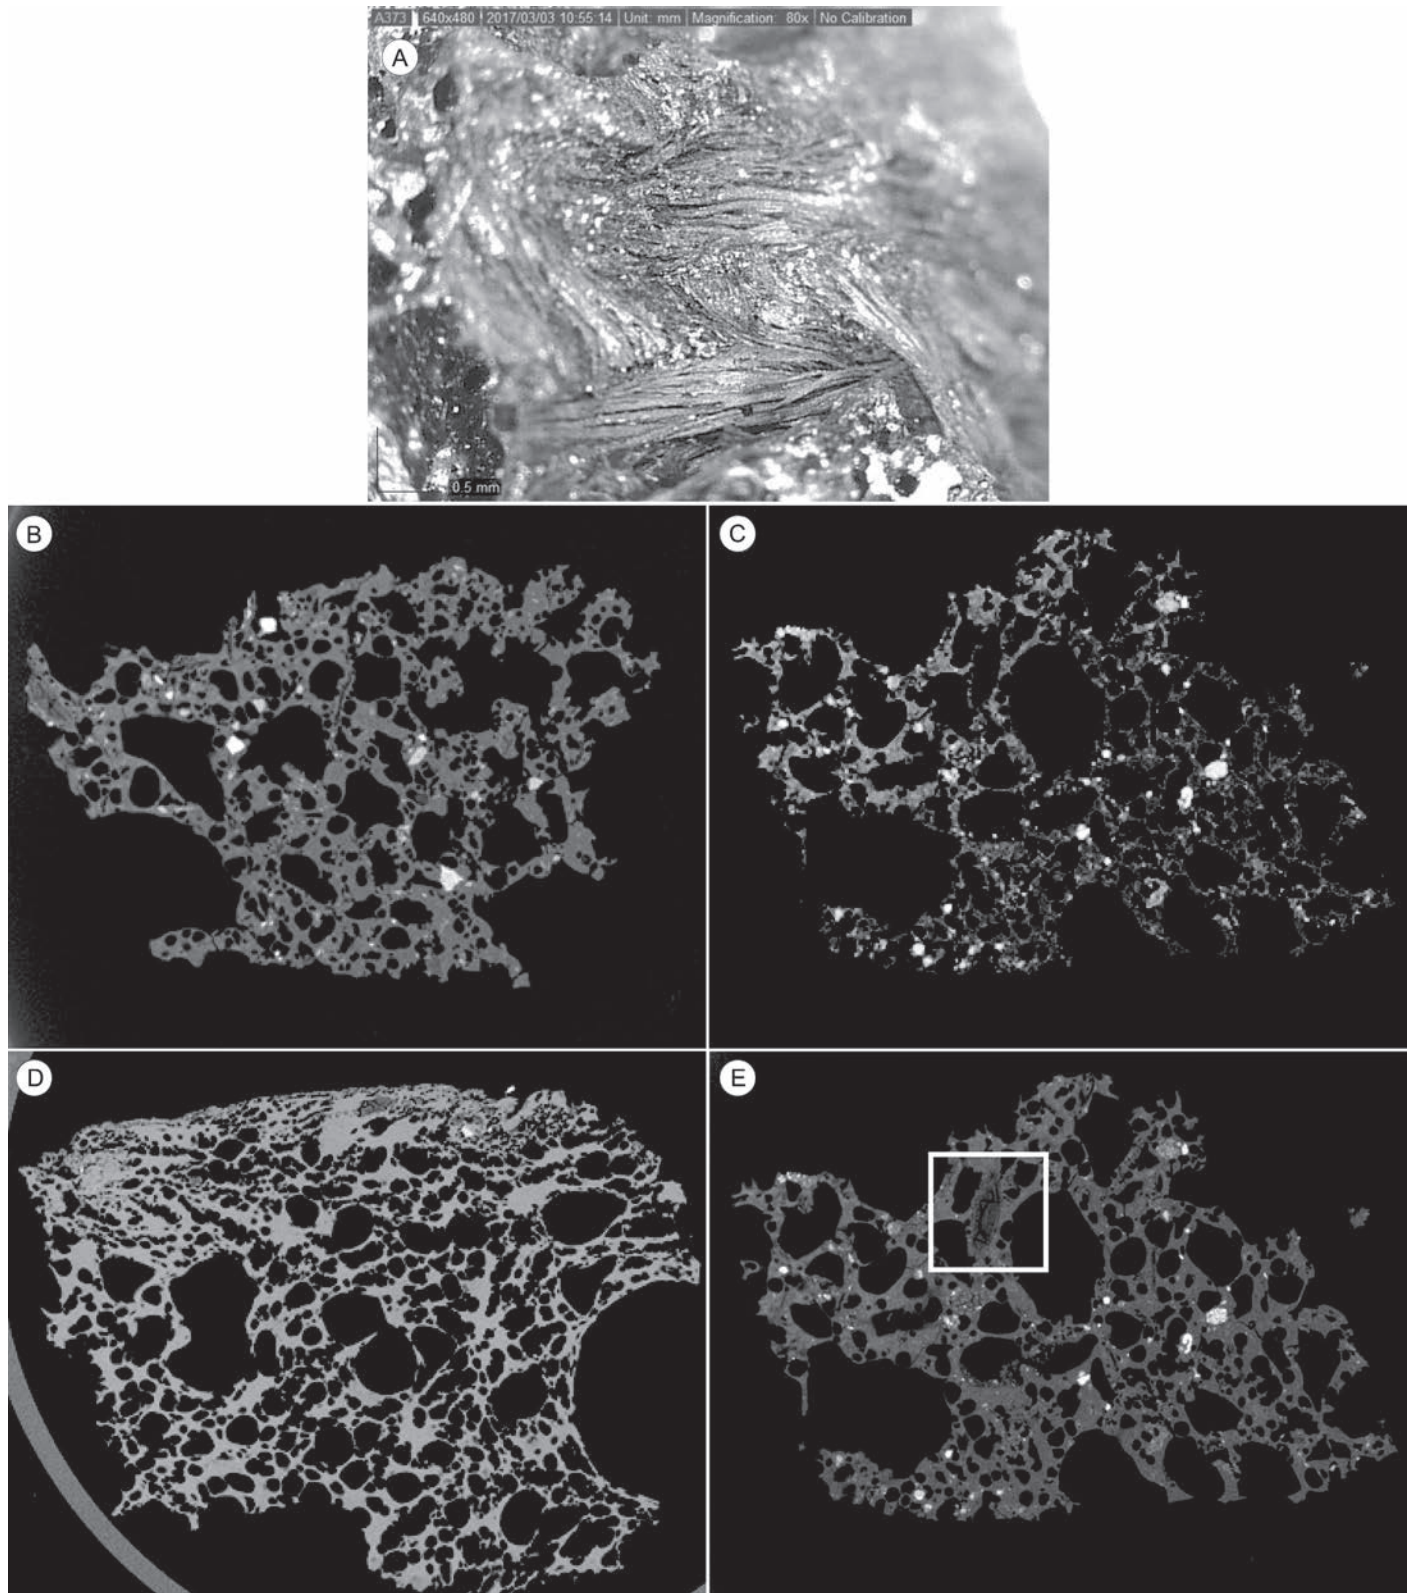 A373 640x480 2017/03/03 10:55:14 Unit: mm Magnification: 80x No Calibration
A
0.5 mm
B
C
D
E